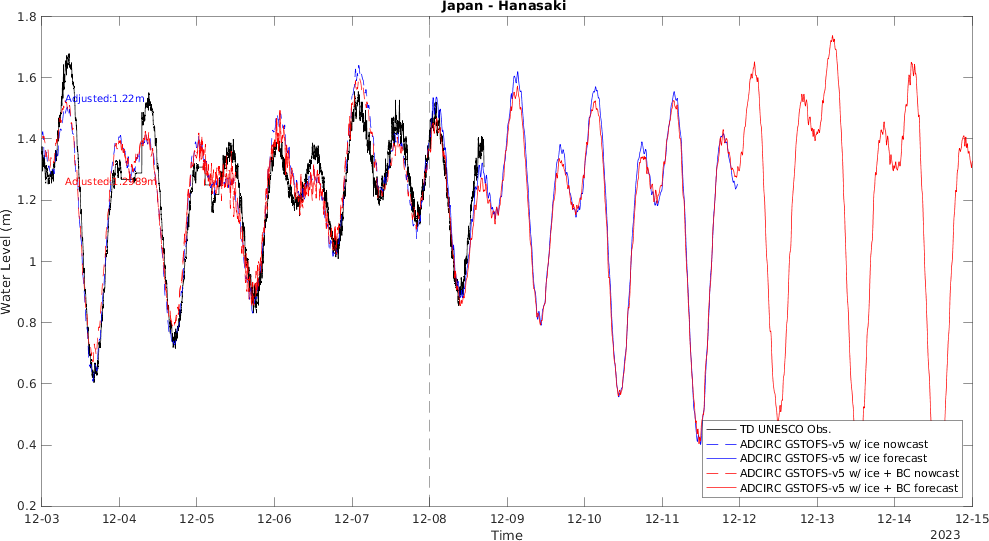 Japan - Hanasaki
Water Level (m)
1.8
1.6
1.4
1.2
1
0.8
0.6
0.4
0.2
Adjusted:1.22m
12-03
12-04
12-05
12-06
12-07
12-08
12-09
12-10
12-11
12-12
12-13
12-14
12-15
Time
2023
TD UNESCO Obs.
ADCIRC GSTOFS-v5 w/ ice nowcast
ADCIRC GSTOFS-v5 w/ ice forecast
ADCIRC GSTOFS-v5 w/ ice + BC nowcast
ADCIRC GSTOFS-v5 w/ ice + BC forecast